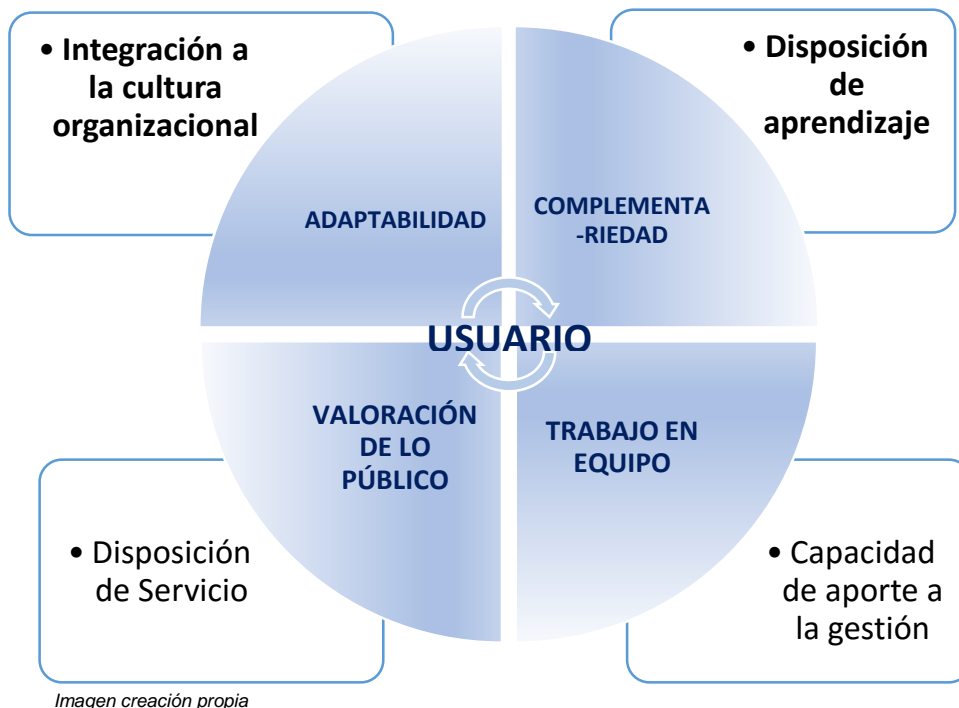 • Integración a
la cultura
organizacional
• Disposición
de
aprendizaje
ADAPTABILIDAD
COMPLEMENTA
-RIEDAD
USUARIO
VALORACIÓN
DE LO
PÚBLICO
TRABAJO EN
EQUIPO
• Disposición
de Servicio
• Capacidad
de aporte a
la gestión
Imagen creación propia